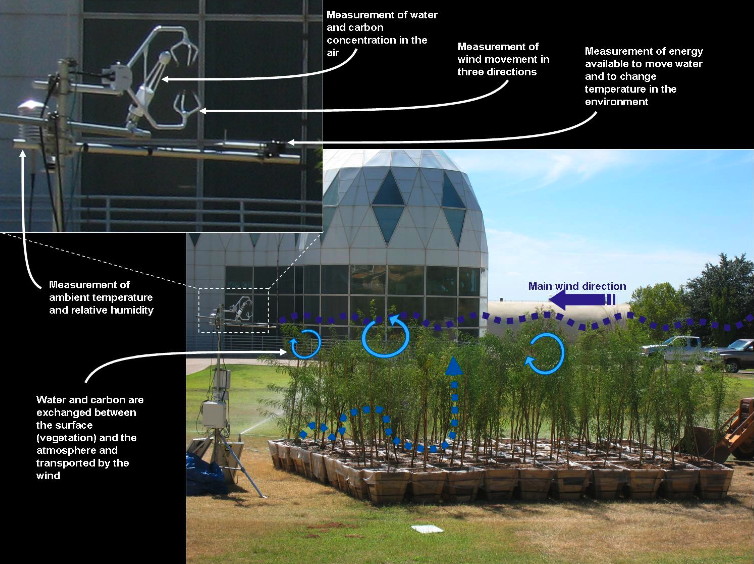 Measurement of water
and carbon
concentration in the
air
Measurement of
wind movement in
three directions
Measurement of energy
available to move water
and to change
temperature in the
environment
Main wind direction
Measurement of
ambient temperature
and relative humidity
Water and carbon are
exchanged between
the surface
(vegetation) and the
atmosphere and
transported by the
wind